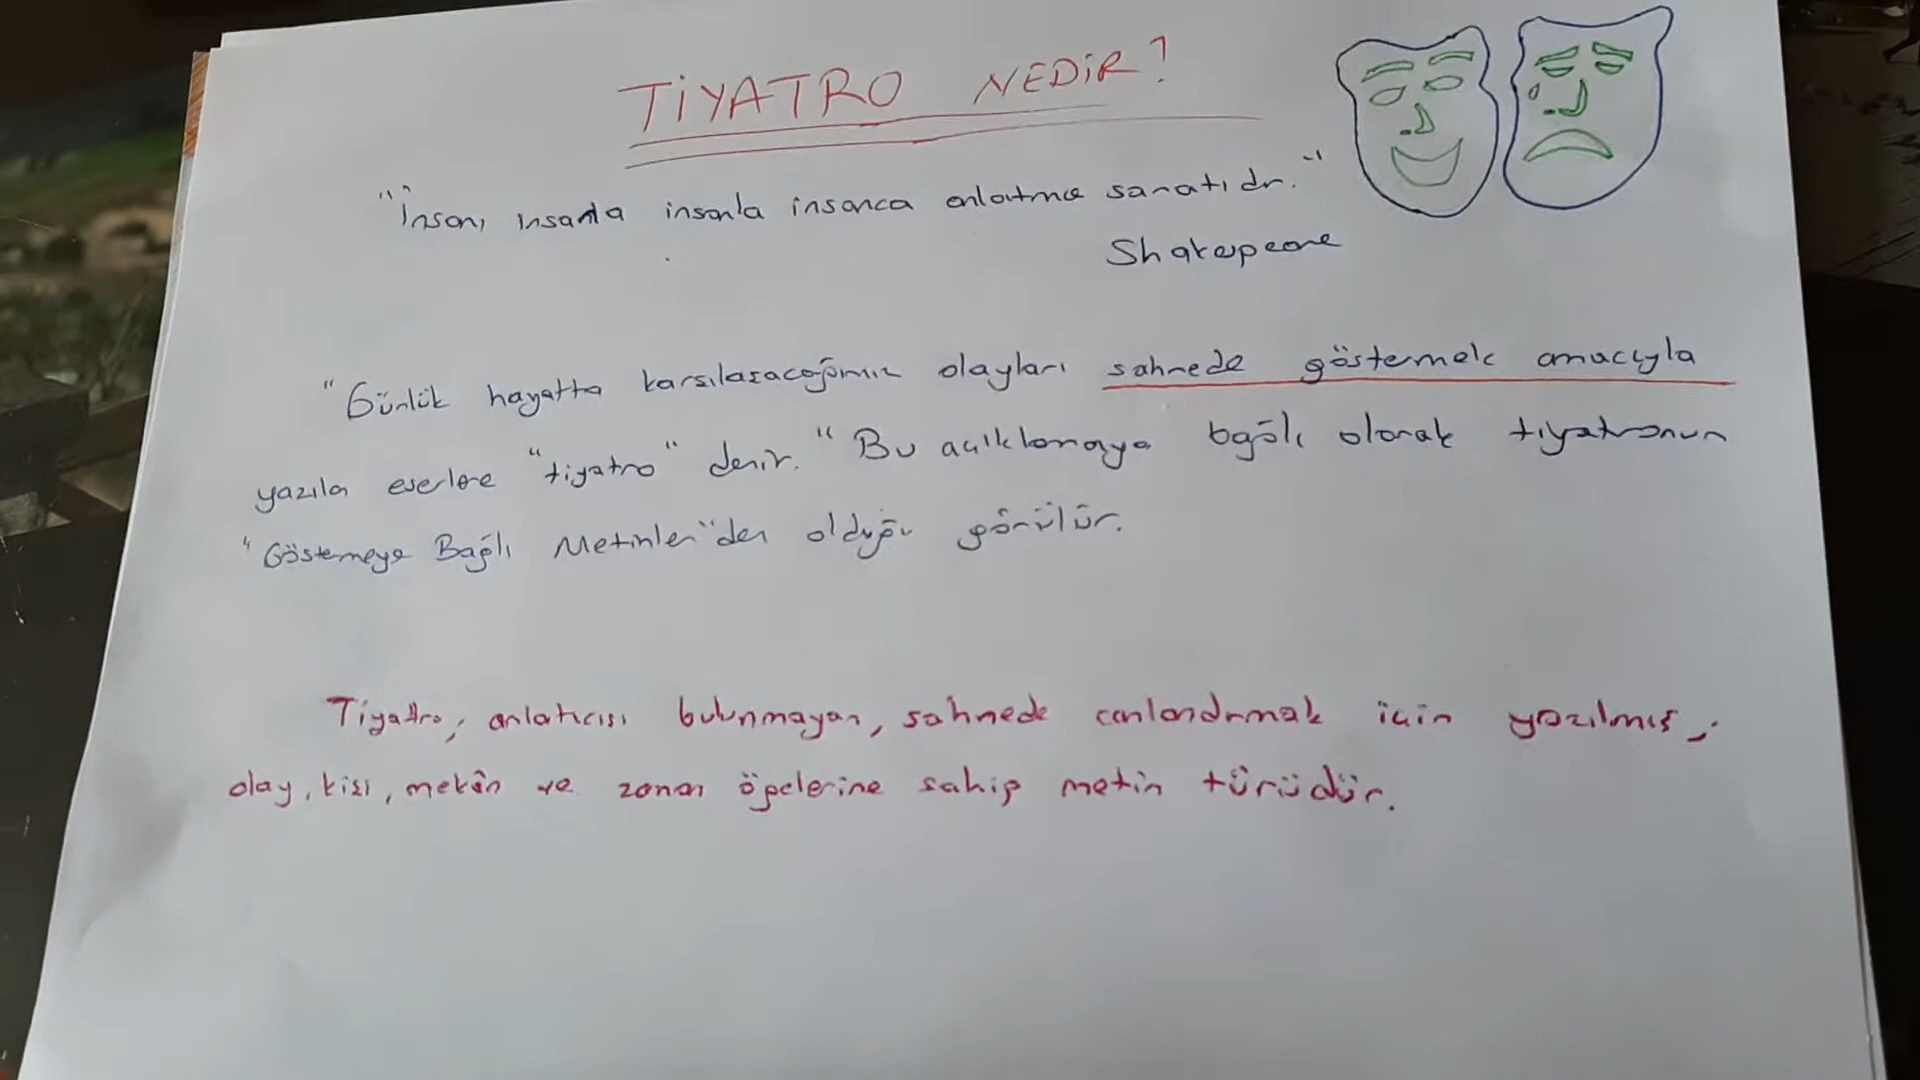 TİYATRO NEDİR?
"İnsanı insanla insanla insanca anlatma sanatıdır."
Shakespeare
"Günlük hayatta karşılaşacağımız olayları sahnede göstermek amacıyla
yazılan eserlere "tiyatro" denir." Bu açıklamaya bağlı olarak tiyatronun
"Göstermeye Bağlı Metinler"den olduğu görülür.
Tiyatro, anlatıcısı bulunmayan, sahnede canlandırmak için yazılmış,
olay, kişi, mekân ve zaman öğelerine sahip metin türüdür.